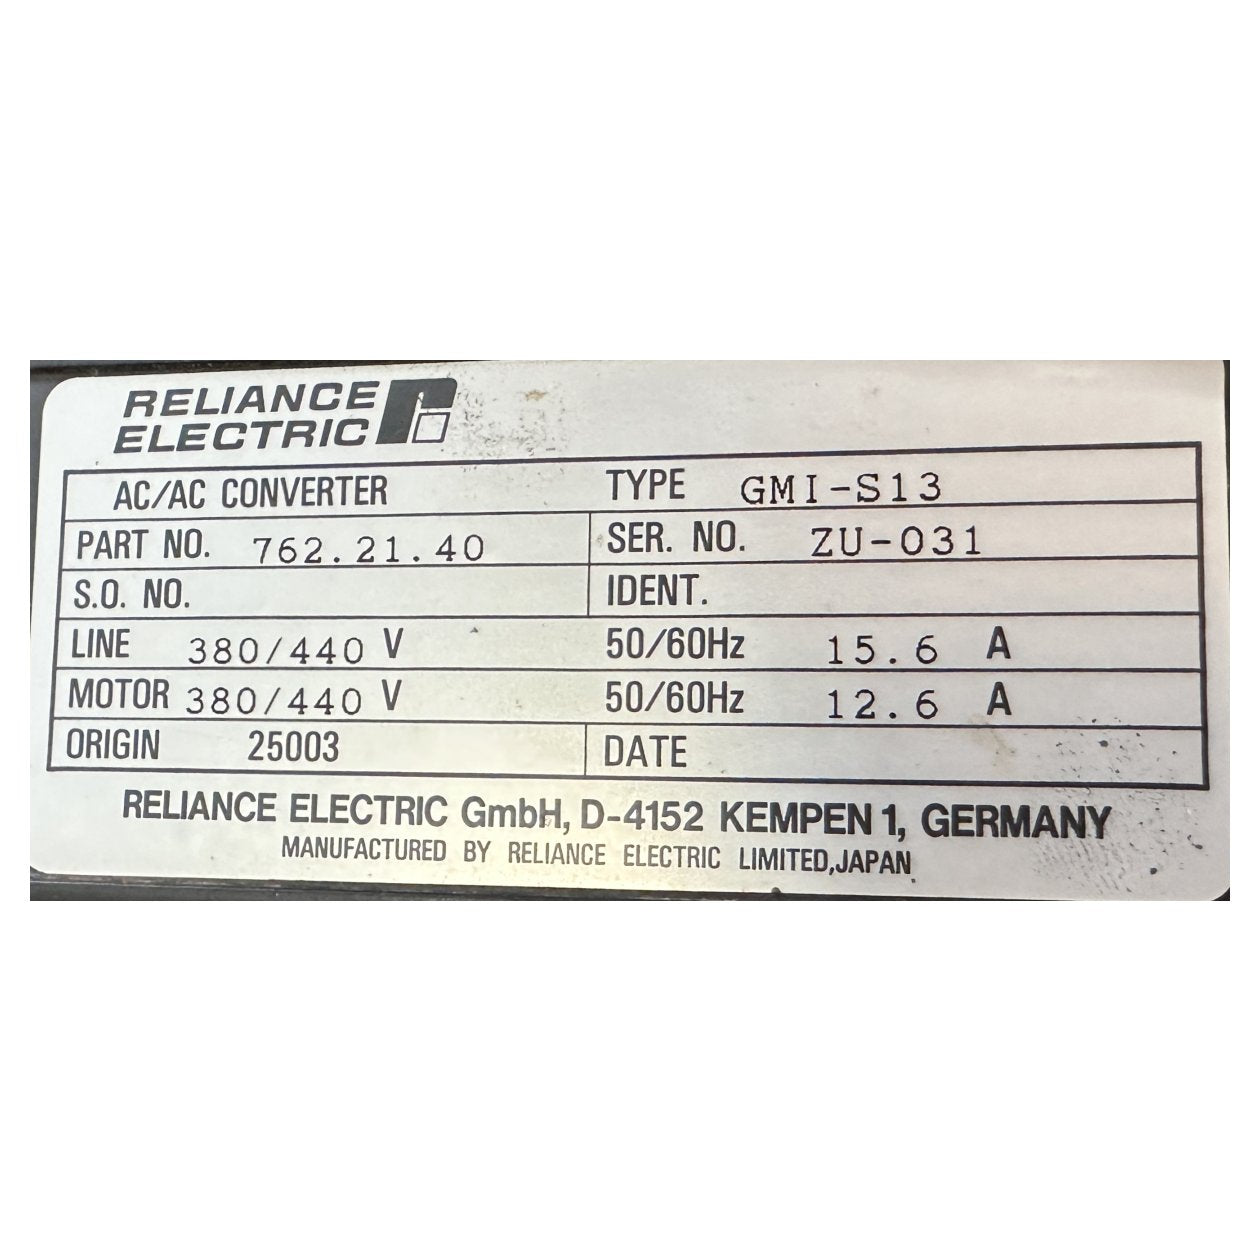 RELIANCE
ELECTRIC
AC/AC CONVERTER TYPE GMI-S13
PART NO. 762.21.40 SER. NO. ZU-031
S.O. NO. IDENT.
LINE 380/440 V 50/60Hz 15.6 A
MOTOR 380/440 V 50/60Hz 12.6 A
ORIGIN 25003 DATE
RELIANCE ELECTRIC GmbH, D-4152 KEMPEN 1, GERMANY
MANUFACTURED BY RELIANCE ELECTRIC LIMITED,JAPAN.